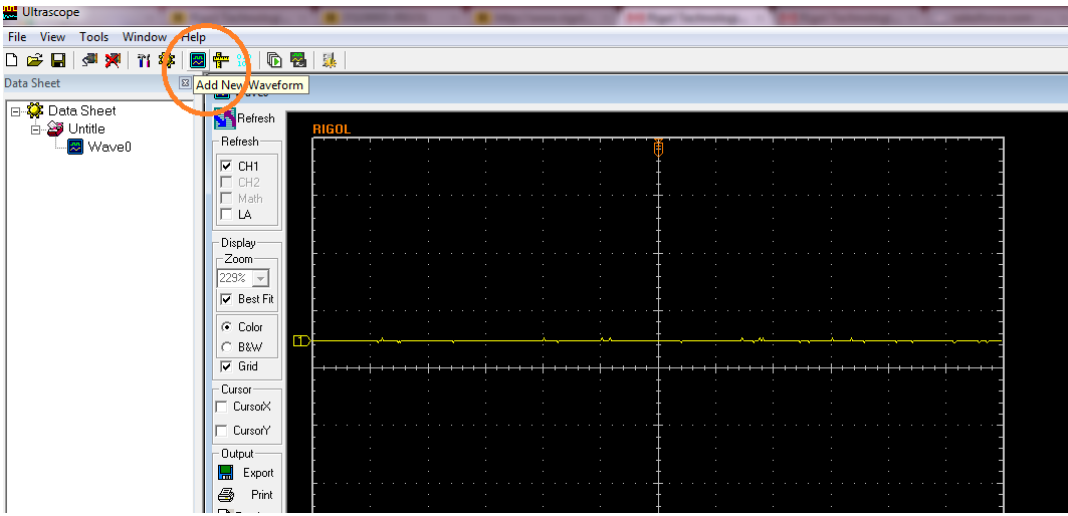 Ultrascope
File View Tools Window Help
Data Sheet
Add New Waveform
Data Sheet
Untitle
Wave0
Refresh
Refresh
CH1
CH2
Math
LA
Display
Zoom
229%
Best Fit
Color
B&W
Grid
Cursor
CursorX
CursorY
Output
Export
Print
RIGOL
1